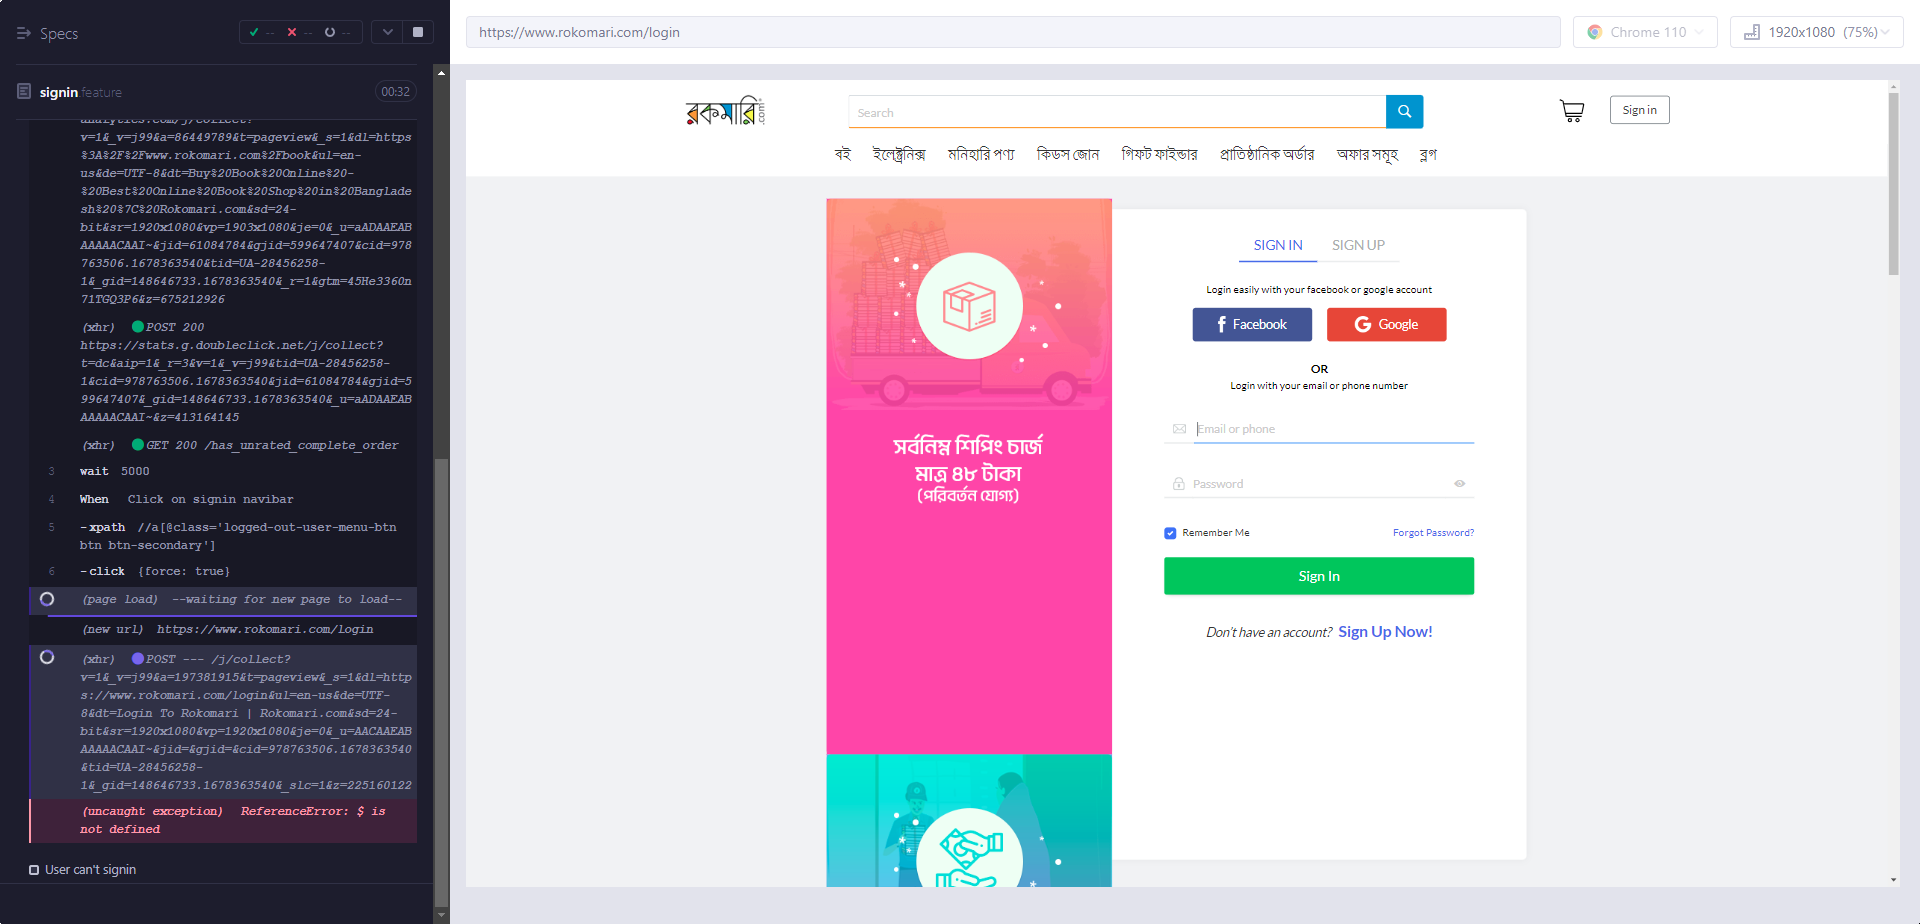 Specs
-- -- --
https://www.rokomari.com/login
Chrome 110
1920x1080 (75%)
signin.feature
00:32
analytics.com/j/collect?
v=1&_v=j99&a=86449789&t=pageview&_s=1&dl=https
%3A%2F%2Fwww.rokomari.com%2Fbook&ul=en-
us&de=UTF-8&dt=Buy%20Book%20Online%20-
%20Best%20Online%20Book%20Shop%20in%20Banglade
sh%20%7C%20Rokomari.com&sd=24-
bit&sr=1920x1080&vp=1903x1080&je=0&_u=aADAAEAB
AAAAACAAI~&jid=61084784&gjid=599647407&cid=978
763506.1678363540&tid=UA-28456258-
1&_gid=148646733.1678363540&_r=1&gtm=45He3360n
71TGQ3P6&z=675212926
(xhr) POST 200
https://stats.g.doubleclick.net/j/collect?
t=dc&aip=1&_r=3&v=1&_v=j99&tid=UA-28456258-
1&cid=978763506.1678363540&jid=61084784&gjid=5
99647407&_gid=148646733.1678363540&_u=aADAAEAB
AAAAACAAI~&z=413164145
(xhr) GET 200 /has_unrated_complete_order
3 wait 5000
4 When Click on signin navibar
5 -xpath //a[@class='logged-out-user-menu-btn
btn btn-secondary']
6 -click {force: true}
(page load) --waiting for new page to load--
(new url) https://www.rokomari.com/login
(xhr) POST --- /j/collect?
v=1&_v=j99&a=197381915&t=pageview&_s=1&dl=http
s://www.rokomari.com/login&ul=en-us&de=UTF-
8&dt=Login To Rokomari | Rokomari.com&sd=24-
bit&sr=1920x1080&vp=1920x1080&je=0&_u=AACAAEAB
AAAAACAAI~&jid=&gjid=&cid=978763506.1678363540
&tid=UA-28456258-
1&_gid=148646733.1678363540&_slc=1&z=225160122
(uncaught exception) ReferenceError: $ is
not defined
User can't signin
রকমারি.com
Search
Sign in
বই ইলেক্ট্রনিক্স মনিহারি পণ্য কিডস জোন গিফট ফাইন্ডার প্রাতিষ্ঠানিক অর্ডার অফার সমূহ ব্লগ
সর্বনিম্ন শিপিং চার্জ
মাত্র ৪৮ টাকা
(পরিবর্তন যোগ্য)
SIGN IN SIGN UP
Login easily with your facebook or google account
Facebook Google
OR
Login with your email or phone number
Email or phone
Password
Remember Me Forgot Password?
Sign In
Don't have an account? Sign Up Now!